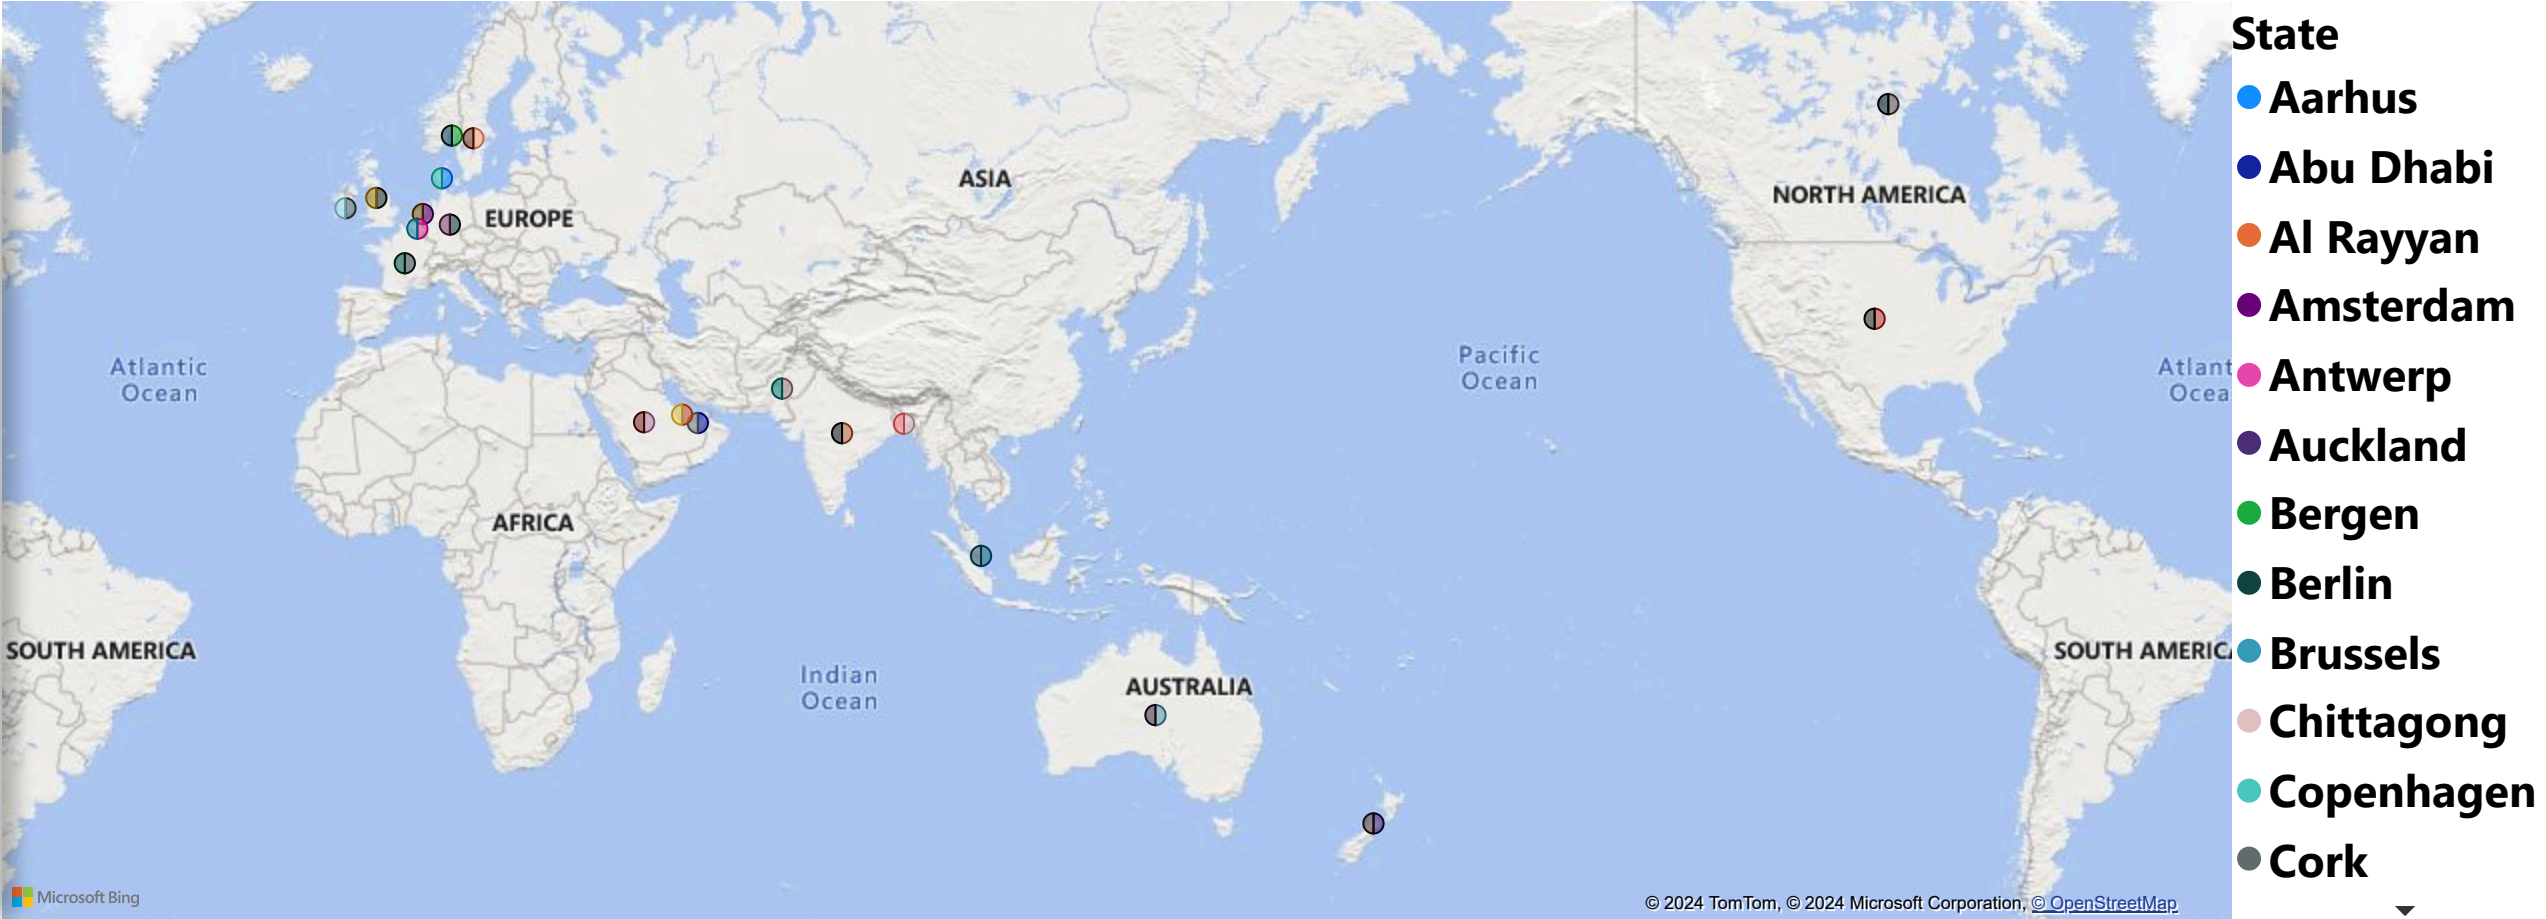 ASIA
NORTH AMERICA
EUROPE
Atlantic
Ocean
Pacific
Ocean
Atlant
Ocea
AFRICA
SOUTH AMERICA
Indian
Ocean
AUSTRALIA
SOUTH AMERICA
Microsoft Bing
© 2024 TomTom, © 2024 Microsoft Corporation, © OpenStreetMap
State
Aarhus
Abu Dhabi
Al Rayyan
Amsterdam
Antwerp
Auckland
Bergen
Berlin
Brussels
Chittagong
Copenhagen
Cork